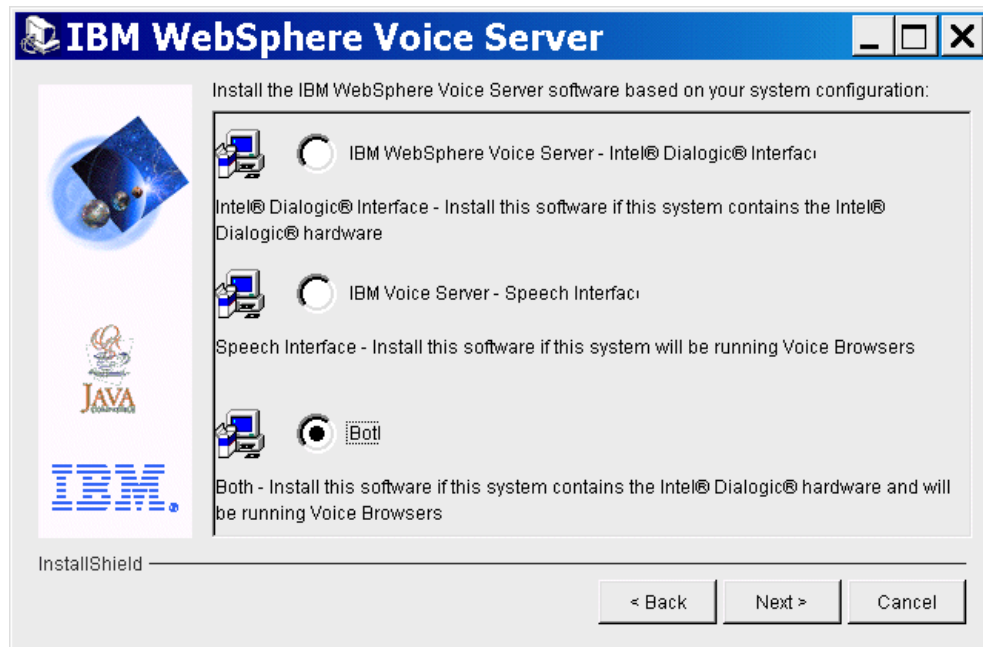 IBM WebSphere Voice Server
Install the IBM WebSphere Voice Server software based on your system configuration:
IBM WebSphere Voice Server - Intel® Dialogic® Interfac
Intel® Dialogic® Interface - Install this software if this system contains the Intel®
Dialogic® hardware
IBM Voice Server - Speech Interfac
Speech Interface - Install this software if this system will be running Voice Browsers
Bot
Both - Install this software if this system contains the Intel® Dialogic® hardware and will
be running Voice Browsers
JAVA
IBM®
InstallShield
< Back
Next >
Cancel